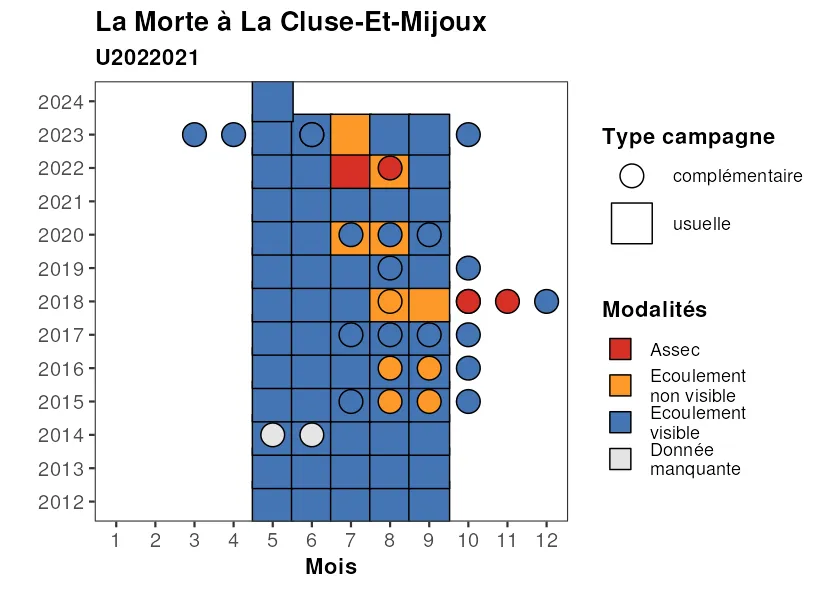 La Morte à La Cluse-Et-Mijoux
U2022021
2024
2023
2022
2021
2020
2019
2018
2017
2016
2015
2014
2013
2012
1 2 3 4 5 6 7 8 9 10 11 12
Mois
Type campagne
complémentaire
usuelle
Modalités
Assec
Ecoulement
non visible
Ecoulement
visible
Donnée
manquante